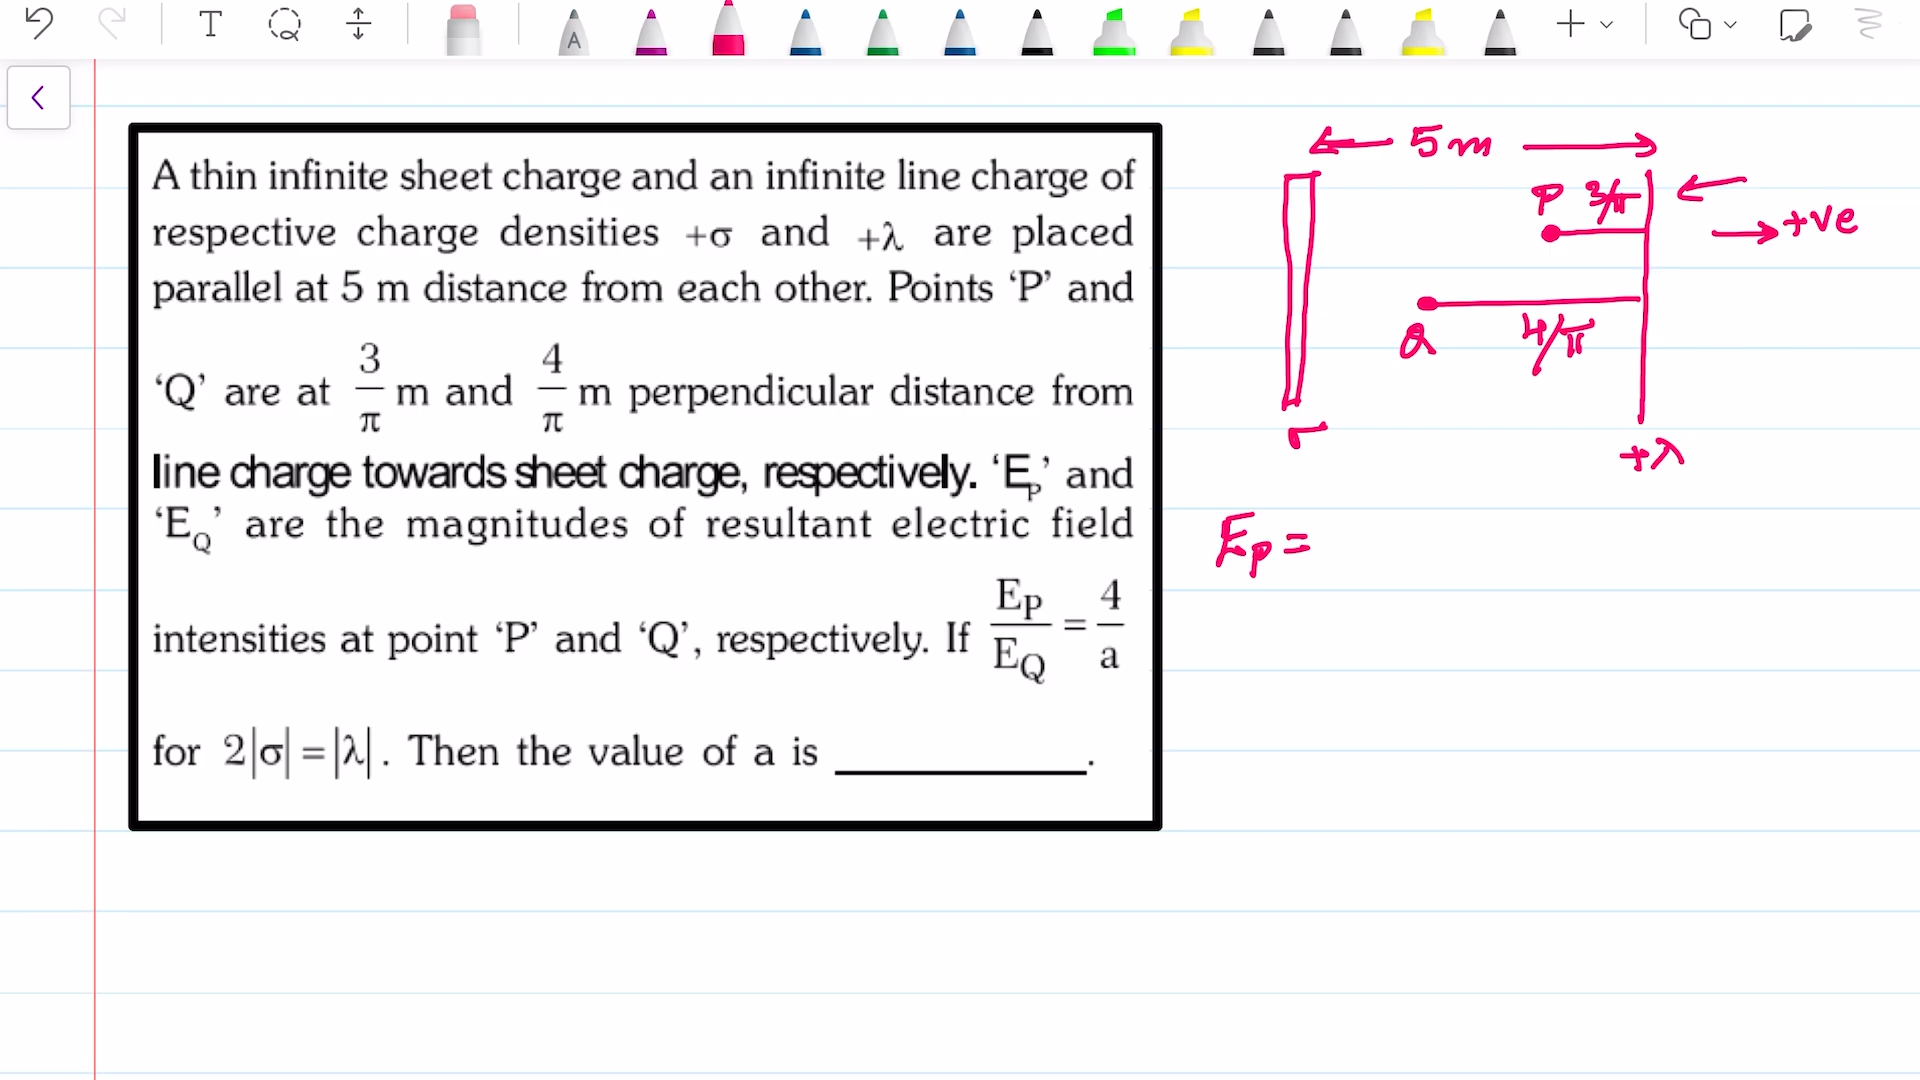 T
A
A thin infinite sheet charge and an infinite line charge of
respective charge densities +σ and +λ are placed
parallel at 5 m distance from each other. Points ‘P’ and
‘Q’ are at 3/π m and 4/π m perpendicular distance from
line charge towards sheet charge, respectively. ‘E_P’ and
‘E_Q’ are the magnitudes of resultant electric field
intensities at point ‘P’ and ‘Q’, respectively. If E_P/E_Q = 4/a
for 2|σ| = |λ|. Then the value of a is ____________.
5m
P 3/π
+ve
Q 4/π
σ
+λ
E_P =